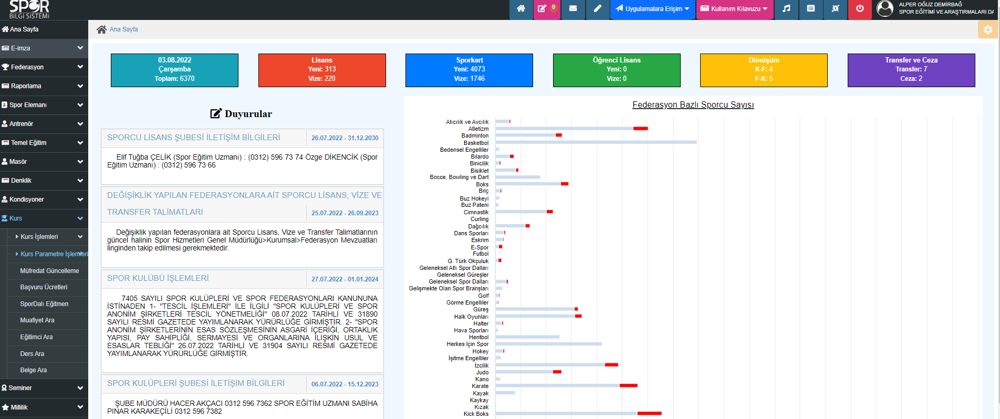 SPOR
BİLGİ SİSTEMİ
0
Uygulamalara Erişim
Kullanım Kılavuzu
ALPER OĞUZ DEMİRBAĞ
SPOR EĞİTİMİ VE ARAŞTIRMALARI DA
Ana Sayfa
E-imza
Federasyon
Raporlama
Spor Elemanı
Antrenör
Temel Eğitim
Masör
Denklik
Kondisyoner
Kurs
Kurs İşlemleri
Kurs Parametre İşlemleri
Müfredat Güncelleme
Başvuru Ücretleri
SporDalı Eğitmen
Muafiyet Ara
Eğitimci Ara
Ders Ara
Belge Ara
Seminer
Millilik
Ana Sayfa
03.08.2022
Çarşamba
Toplam: 6370
Lisans
Yeni: 313
Vize: 220
Sporkart
Yeni: 4073
Vize: 1746
Öğrenci Lisans
Yeni: 0
Vize: 0
Dönüşüm
K-F: 4
F-K: 5
Transfer ve Ceza
Transfer: 7
Ceza: 2
Duyurular
SPORCU LİSANS ŞUBESİ İLETİŞİM BİLGİLERİ 26.07.2022 - 31.12.2030
Elif Tuğba ÇELİK (Spor Eğitim Uzmanı) : (0312) 596 73 74 Özge DİKENCİK (Spor
Eğitim Uzmanı) : (0312) 596 73 66
DEĞİŞİKLİK YAPILAN FEDERASYONLARA AİT SPORCU LİSANS, VİZE VE
TRANSFER TALİMATLARI 25.07.2022 - 26.09.2023
Değişiklik yapılan federasyonlara ait Sporcu Lisans, Vize ve Transfer Talimatlarının
güncel halinin Spor Hizmetleri Genel Müdürlüğü>Kurumsal>Federasyon Mevzuatları
linginden takip edilmesi gerekmektedir.
SPOR KULÜBÜ İŞLEMLERİ 27.07.2022 - 01.01.2024
7405 SAYILI SPOR KULÜPLERİ VE SPOR FEDERASYONLARI KANUNUNA
İSTİNADEN 1- "TESCİL İŞLEMLERİ" İLE İLGİLİ "SPOR KULÜPLERİ VE SPOR
ANONİM ŞİRKETLERİ TESCİL YÖNETMELİĞİ" 08.07.2022 TARİHLİ VE 31890
SAYILI RESMİ GAZETEDE YAYIMLANARAK YÜRÜRLÜĞE GİRMİŞTİR. 2- "SPOR
ANONİM ŞİRKETLERİNİN ESAS SÖZLEŞMESİNİN ASGARİ İÇERİĞİ, ORTAKLIK
YAPISI, PAY SAHİPLİĞİ, SERMAYESİ VE ORGANLARINA İLİŞKİN USUL VE
ESASLAR TEBLİĞİ" 26.07.2022 TARİHLİ VE 31904 SAYILI RESMİ GAZETEDE
YAYIMLANARAK YÜRÜRLÜĞE GİRMİŞTİR.
SPOR KULÜPLERİ ŞUBESİ İLETİŞİM BİLGİLERİ 06.07.2022 - 15.12.2023
ŞUBE MÜDÜRÜ HACER AKÇACI 0312 596 7362 SPOR EĞİTİM UZMANI SABİHA
PINAR KARAKEÇİLİ 0312 596 7382
Federasyon Bazlı Sporcu Sayısı
Atıcılık ve Avcılık
Atletizm
Badminton
Basketbol
Bedensel Engelliler
Bilardo
Binicilik
Bisiklet
Bocce, Bowling ve Dart
Boks
Briç
Buz Hokeyi
Buz Pateni
Cimnastik
Curling
Dağcılık
Dans Sporları
Eskrim
E-Spor
Futbol
G. Türk Okçuluk
Geleneksel Atlı Spor Dalları
Geleneksel Güreşler
Geleneksel Spor Dalları
Gelişmekte Olan Spor Branşları
Golf
Görme Engelliler
Güreş
Halk Oyunları
Halter
Hava Sporları
Hentbol
Herkes İçin Spor
Hokey
İşitme Engelliler
İzcilik
Judo
Kano
Karate
Kayak
Kaykay
Kızak
Kick Boks